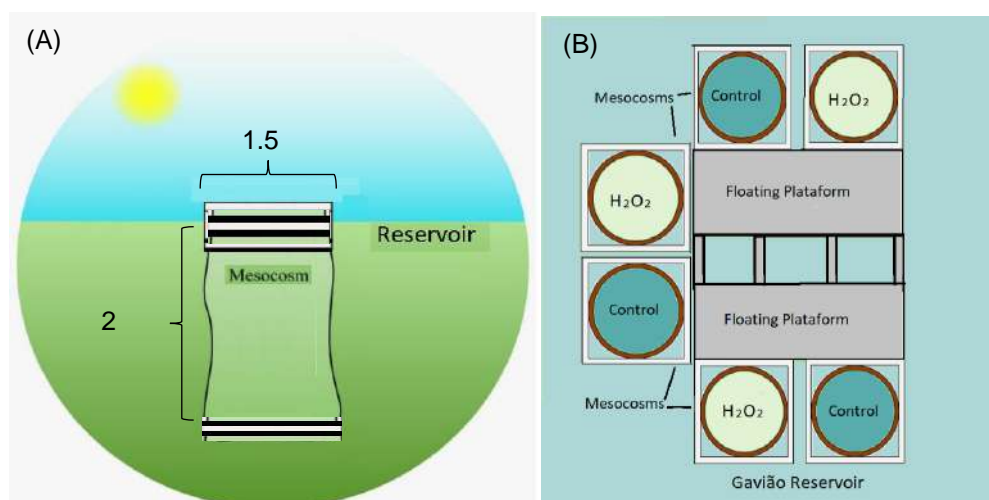 (A)
1.5
Reservoir
Mesocosm
2
(B)
Mesocosms
Control
H₂O₂
H₂O₂
Floating Plataform
Control
Floating Plataform
Mesocosms
H₂O₂
Control
Gavião Reservoir